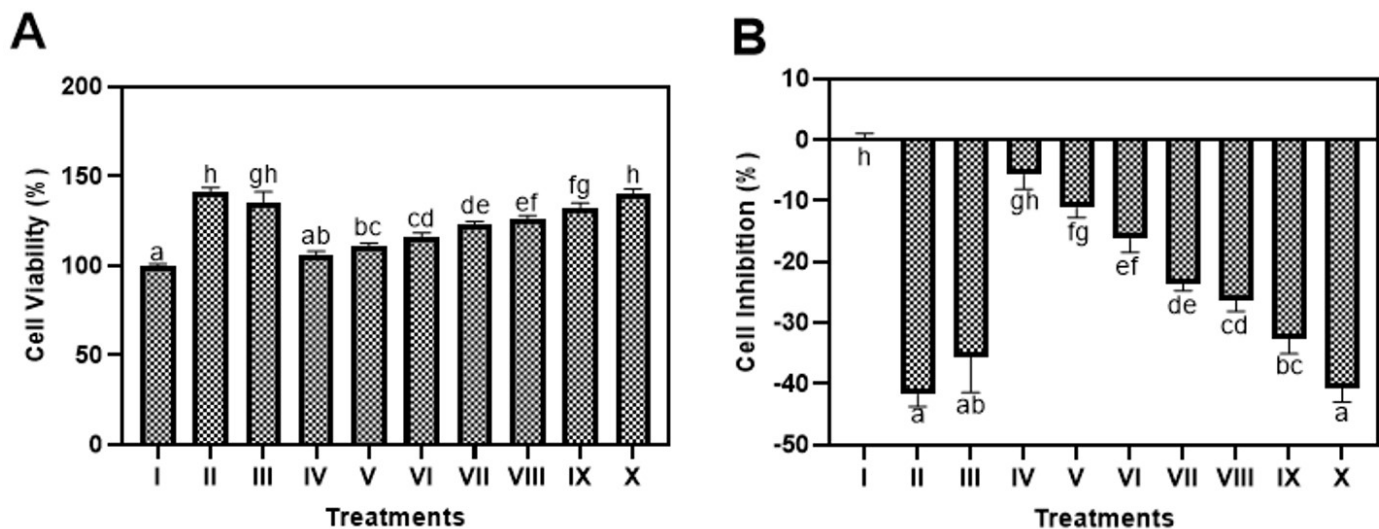 A
200
150
100
50
0
Cell Viability (%)
a
h
gh
ab
bc
cd
de
ef
fg
h
I II III IV V VI VII VIII IX X
Treatments
B
10
0
-10
-20
-30
-40
-50
Cell Inhibition (%)
h
a
ab
gh
fg
ef
de
cd
bc
a
I II III IV V VI VII VIII IX X
Treatments